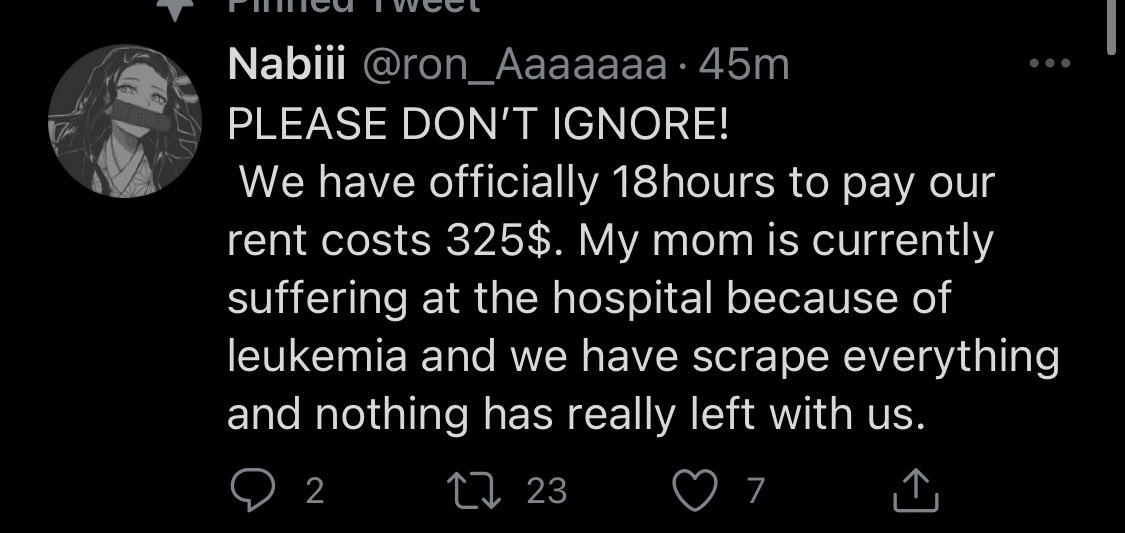 Pinned Tweet
Nabiii @ron_Aaaaaaa · 45m
PLEASE DON'T IGNORE!
We have officially 18hours to pay our
rent costs 325$. My mom is currently
suffering at the hospital because of
leukemia and we have scrape everything
and nothing has really left with us.
2 23 7